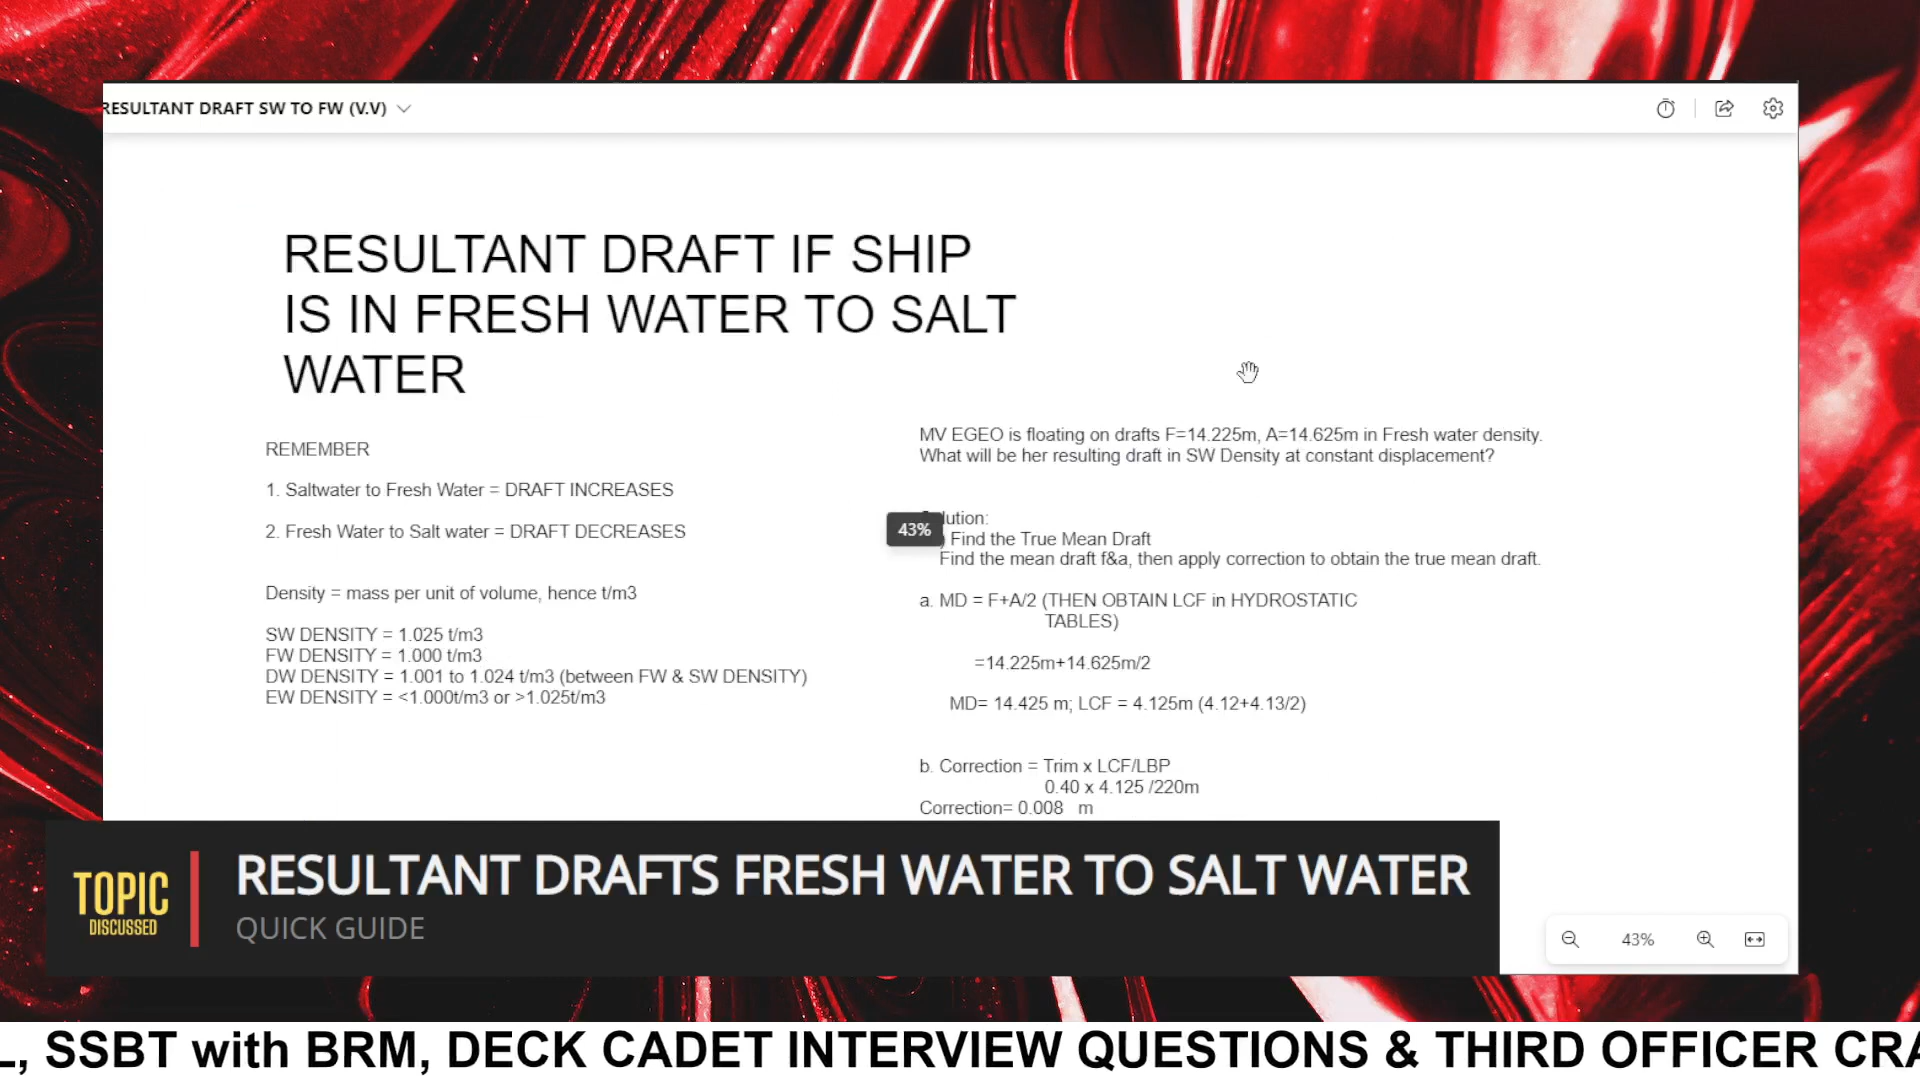 RESULTANT DRAFT SW TO FW (V.V)
RESULTANT DRAFT IF SHIP
IS IN FRESH WATER TO SALT
WATER
REMEMBER
1. Saltwater to Fresh Water = DRAFT INCREASES
2. Fresh Water to Salt water = DRAFT DECREASES
Density = mass per unit of volume, hence t/m3
SW DENSITY = 1.025 t/m3
FW DENSITY = 1.000 t/m3
DW DENSITY = 1.001 to 1.024 t/m3 (between FW & SW DENSITY)
EW DENSITY = <1.000t/m3 or >1.025t/m3
MV EGEO is floating on drafts F=14.225m, A=14.625m in Fresh water density.
What will be her resulting draft in SW Density at constant displacement?
lution:
43%
) Find the True Mean Draft
Find the mean draft f&a, then apply correction to obtain the true mean draft.
a. MD = F+A/2 (THEN OBTAIN LCF in HYDROSTATIC
TABLES)
=14.225m+14.625m/2
MD= 14.425 m; LCF = 4.125m (4.12+4.13/2)
b. Correction = Trim x LCF/LBP
0.40 x 4.125 /220m
Correction= 0.008 m
TOPIC
DISCUSSED
RESULTANT DRAFTS FRESH WATER TO SALT WATER
QUICK GUIDE
43%
L, SSBT with BRM, DECK CADET INTERVIEW QUESTIONS & THIRD OFFICER CRA